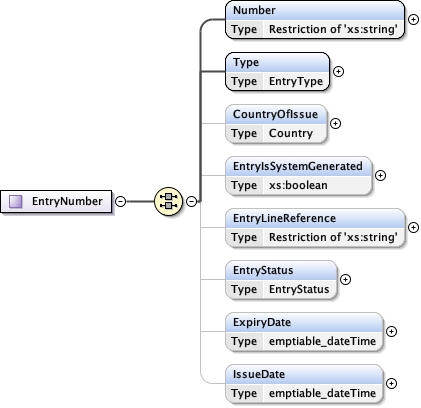 Number
Type Restriction of 'xs:string'
Type
Type EntryType
CountryOfIssue
Type Country
EntryIsSystemGenerated
Type xs:boolean
EntryNumber
EntryLineReference
Type Restriction of 'xs:string'
EntryStatus
Type EntryStatus
ExpiryDate
Type emptiable_dateTime
IssueDate
Type emptiable_dateTime